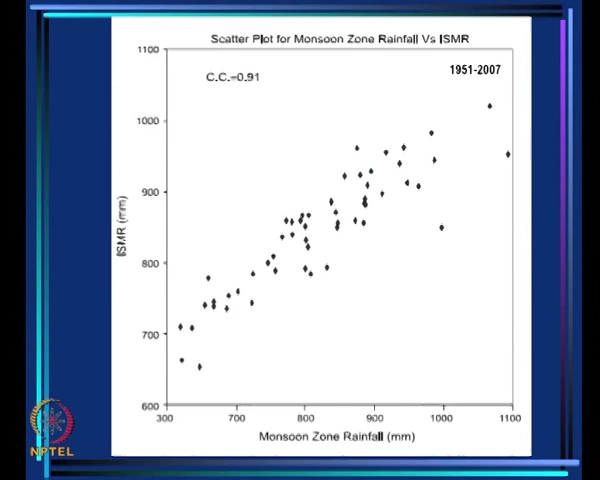 Scatter Plot for Monsoon Zone Rainfall Vs ISMR
1100
C.C.=0.91
1951-2007
1000
900
ISMR (mm)
800
700
600
300
700
800
900
1000
1100
Monsoon Zone Rainfall (mm)
NPTEL